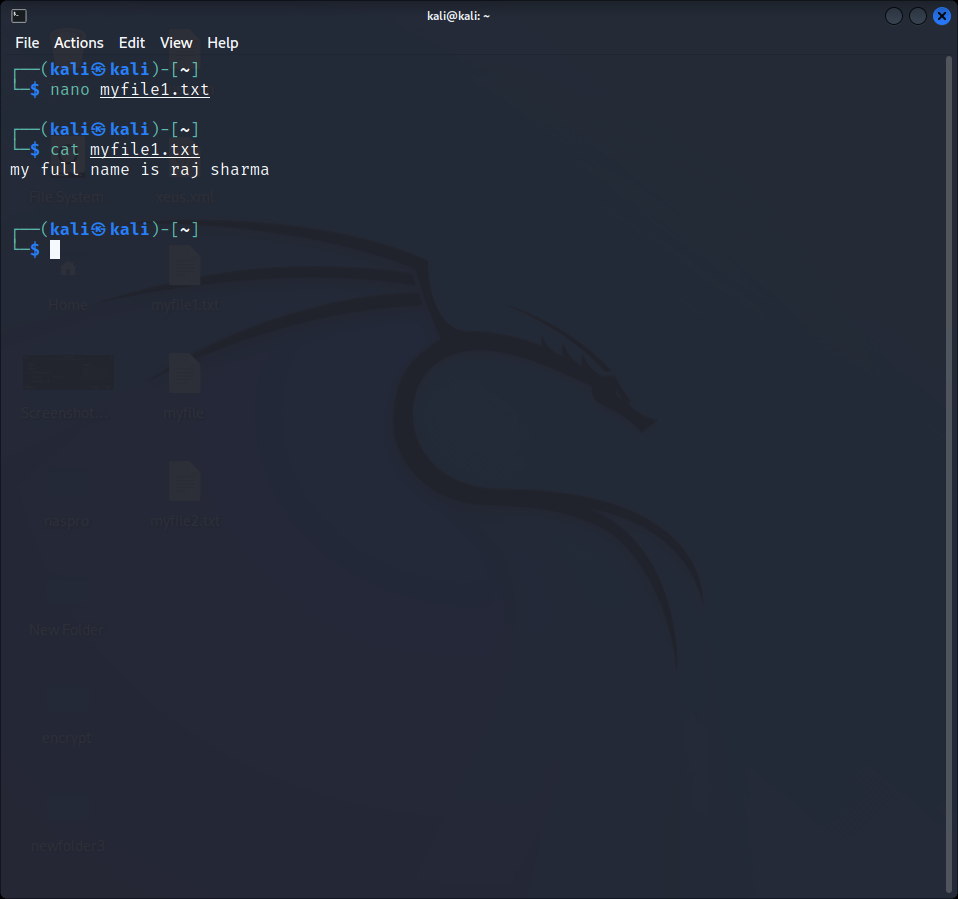 kali@kali: ~
File Actions Edit View Help
┌──(kali㉿kali)-[~]
└─$ nano myfile1.txt
┌──(kali㉿kali)-[~]
└─$ cat myfile1.txt
my full name is raj sharma
┌──(kali㉿kali)-[~]
└─$
File System
Home
myfile1.txt
Screenshot...
myfile
myfile2.txt
New Folder
encrypt
newfolder3